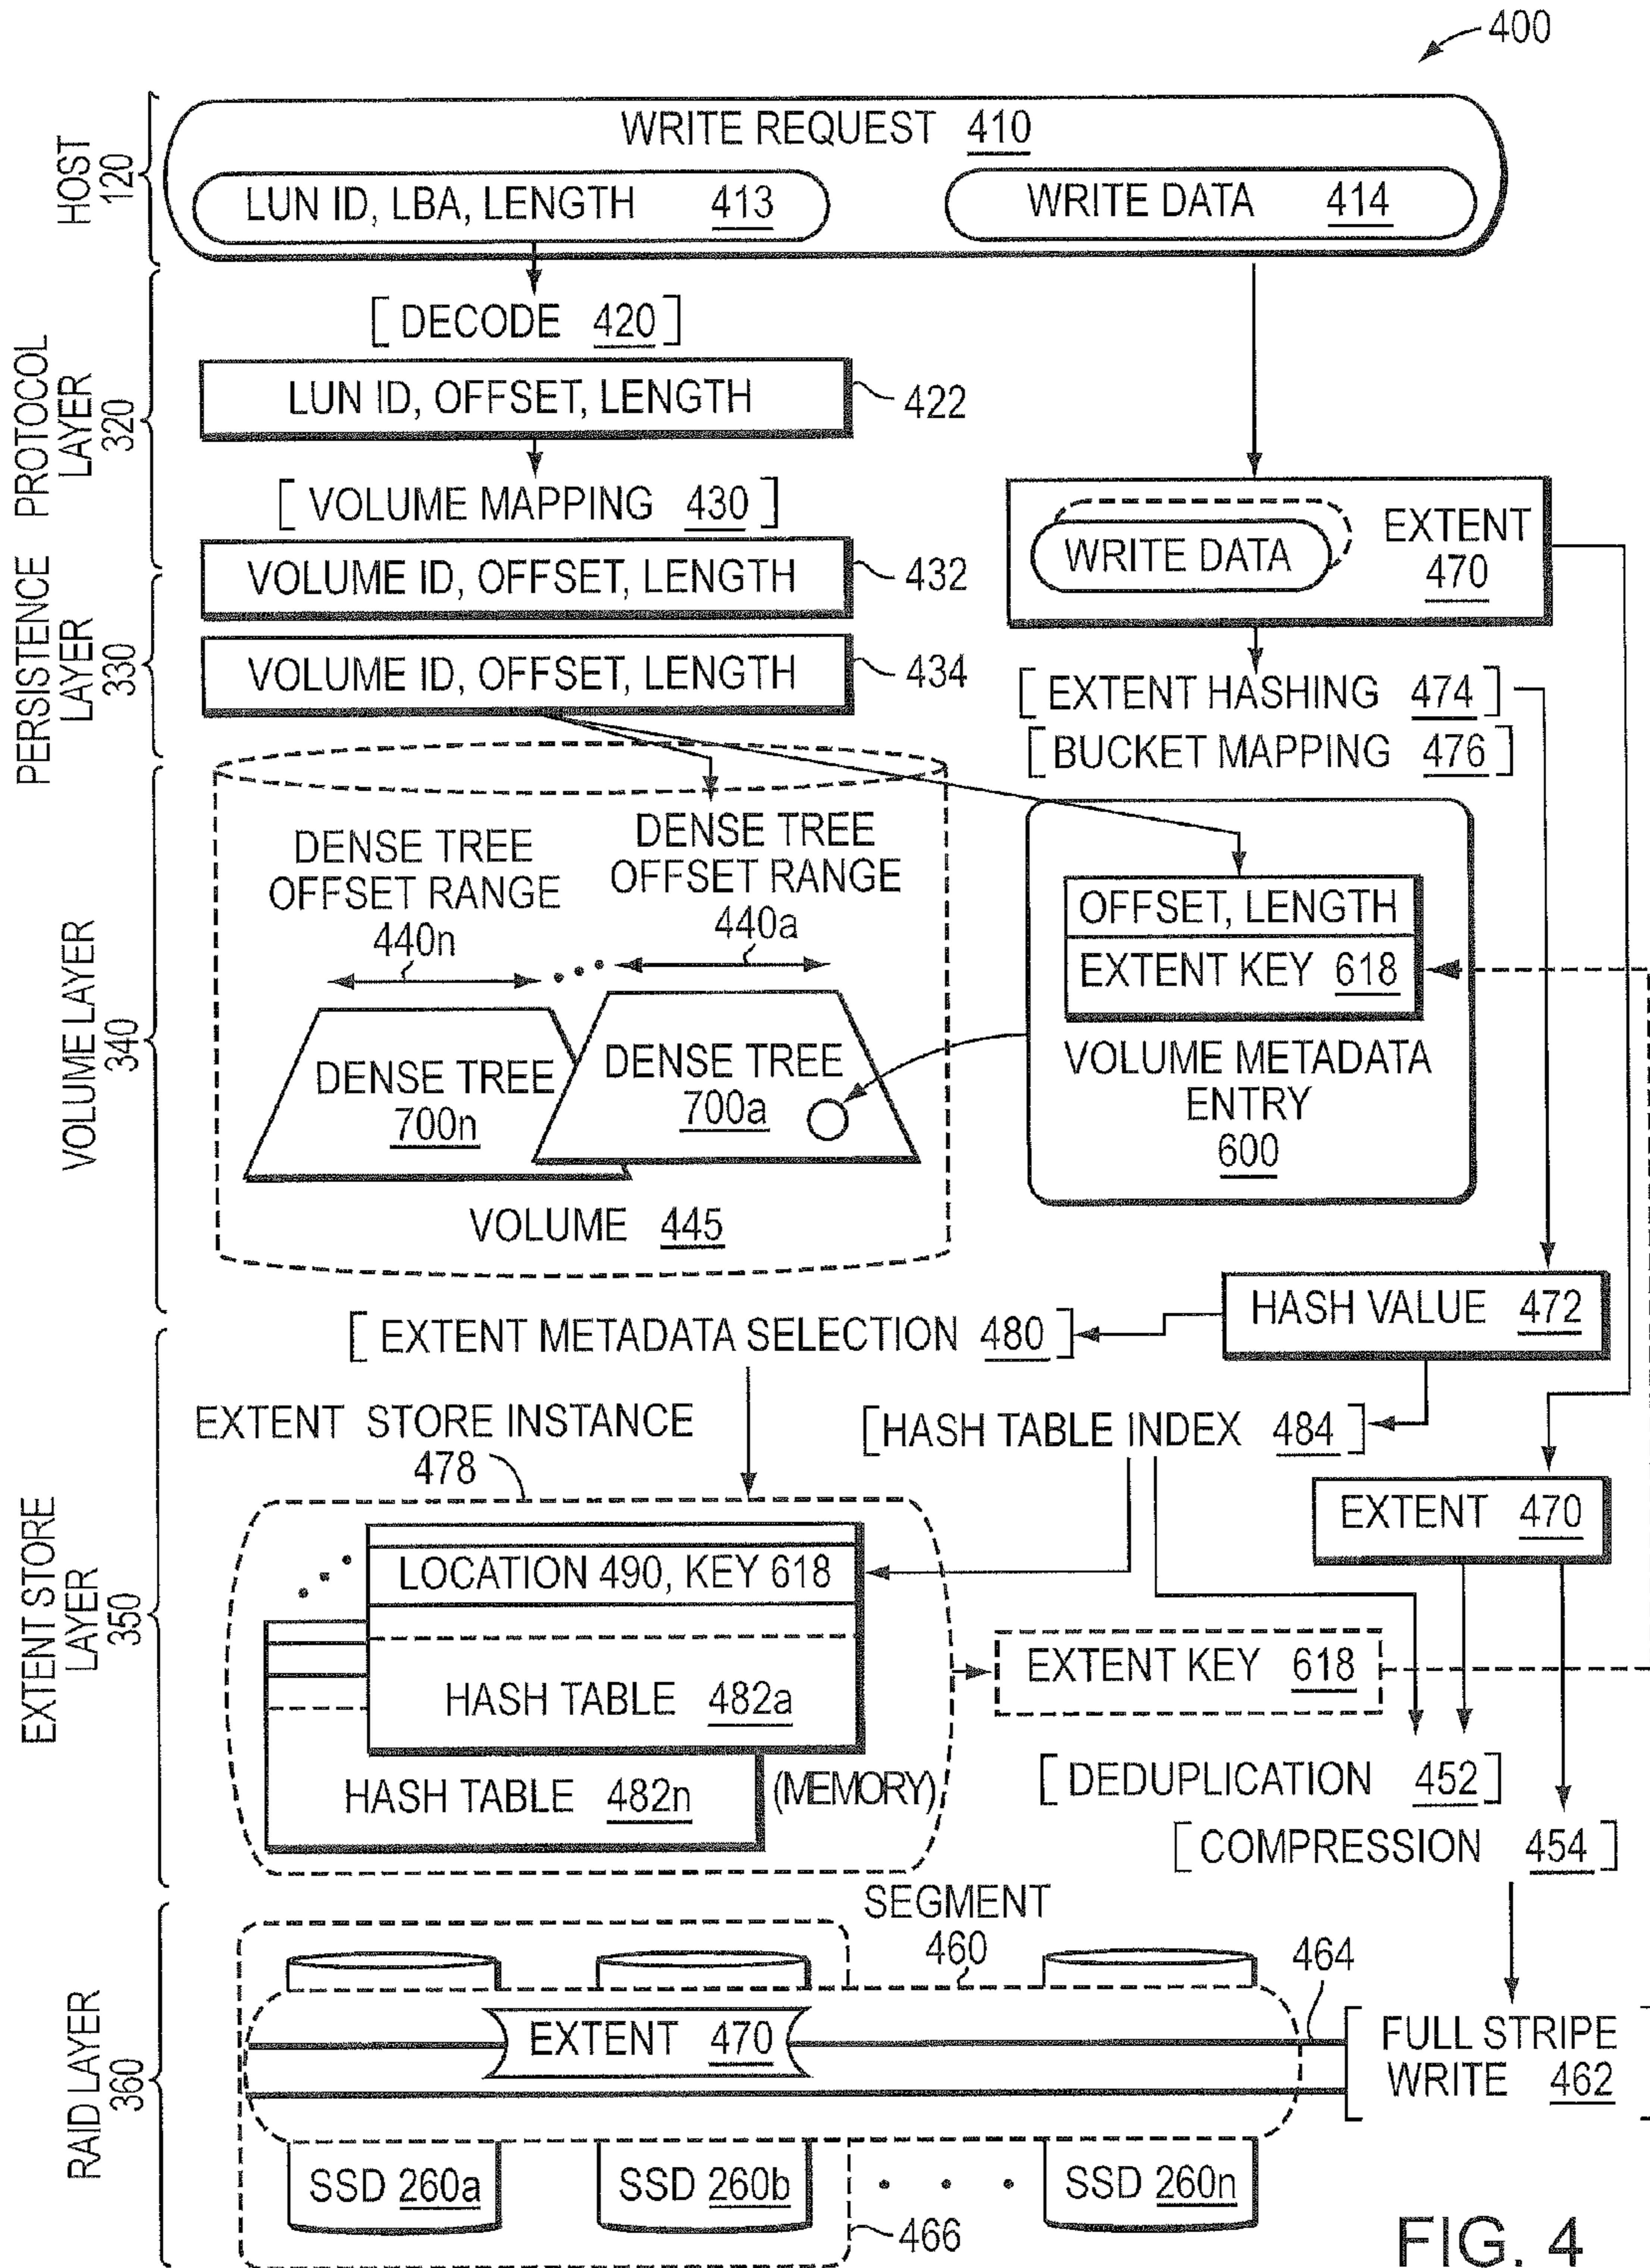 400
HOST
120
WRITE REQUEST 410
LUN ID, LBA, LENGTH 413
WRITE DATA 414
PROTOCOL
LAYER
320
[DECODE 420]
LUN ID, OFFSET, LENGTH
422
[VOLUME MAPPING 430]
WRITE DATA
EXTENT
470
PERSISTENCE
LAYER
330
VOLUME ID, OFFSET, LENGTH
432
VOLUME ID, OFFSET, LENGTH
434
[EXTENT HASHING 474]
[BUCKET MAPPING 476]
VOLUME LAYER
340
DENSE TREE
OFFSET RANGE
440n
DENSE TREE
OFFSET RANGE
440a
DENSE TREE
700n
DENSE TREE
700a
VOLUME 445
OFFSET, LENGTH
EXTENT KEY 618
VOLUME METADATA
ENTRY
600
HASH VALUE 472
EXTENT STORE
LAYER
350
[EXTENT METADATA SELECTION 480]
EXTENT STORE INSTANCE
478
[HASH TABLE INDEX 484]
EXTENT 470
LOCATION 490, KEY 618
HASH TABLE 482a
HASH TABLE 482n
(MEMORY)
EXTENT KEY 618
[DEDUPLICATION 452]
[COMPRESSION 454]
RAID LAYER
360
SEGMENT
460
464
EXTENT 470
[FULL STRIPE
WRITE 462]
SSD 260a
SSD 260b
SSD 260n
466
FIG. 4